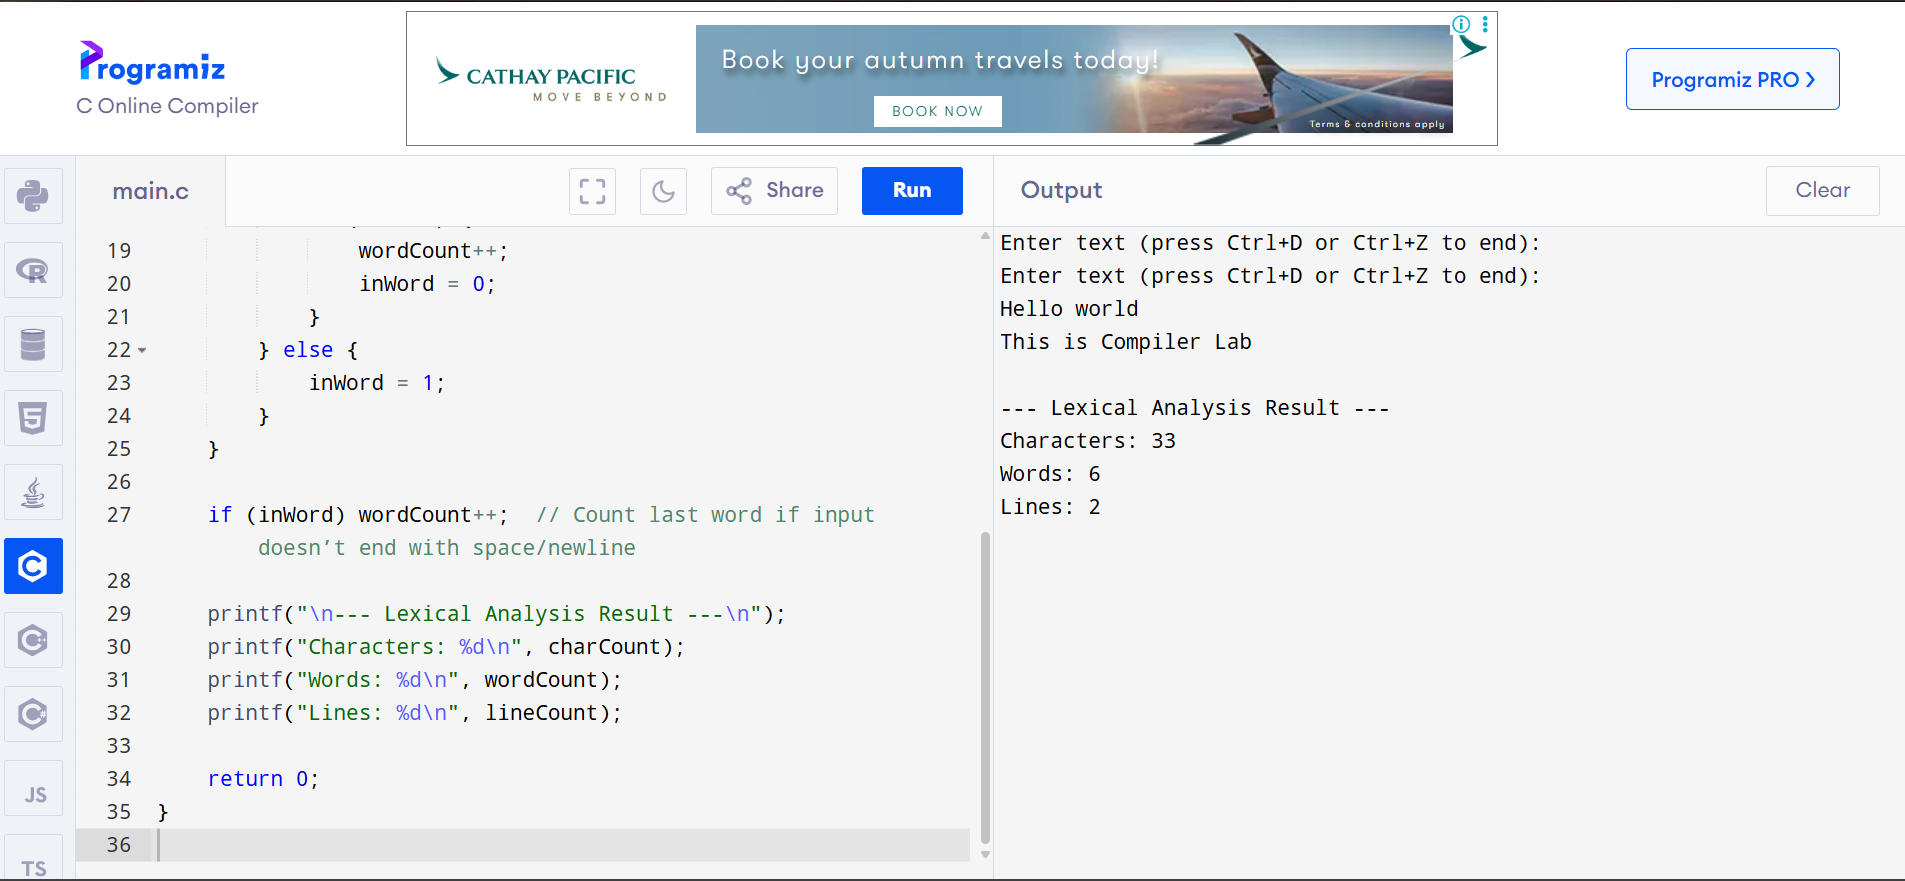 Programiz
C Online Compiler
CATHAY PACIFIC
MOVE BEYOND
Book your autumn travels today!
BOOK NOW
Terms & conditions apply
Programiz PRO
main.c
Share
Run
Output
Clear
19 wordCount++;
20 inWord = 0;
21 }
22 } else {
23 inWord = 1;
24 }
25 }
26
27 if (inWord) wordCount++;  // Count last word if input
doesn’t end with space/newline
28
29 printf("\n--- Lexical Analysis Result ---\n");
30 printf("Characters: %d\n", charCount);
31 printf("Words: %d\n", wordCount);
32 printf("Lines: %d\n", lineCount);
33
34 return 0;
35 }
36
Enter text (press Ctrl+D or Ctrl+Z to end):
Enter text (press Ctrl+D or Ctrl+Z to end):
Hello world
This is Compiler Lab
--- Lexical Analysis Result ---
Characters: 33
Words: 6
Lines: 2
R
5
C
C++
C#
JS
TS